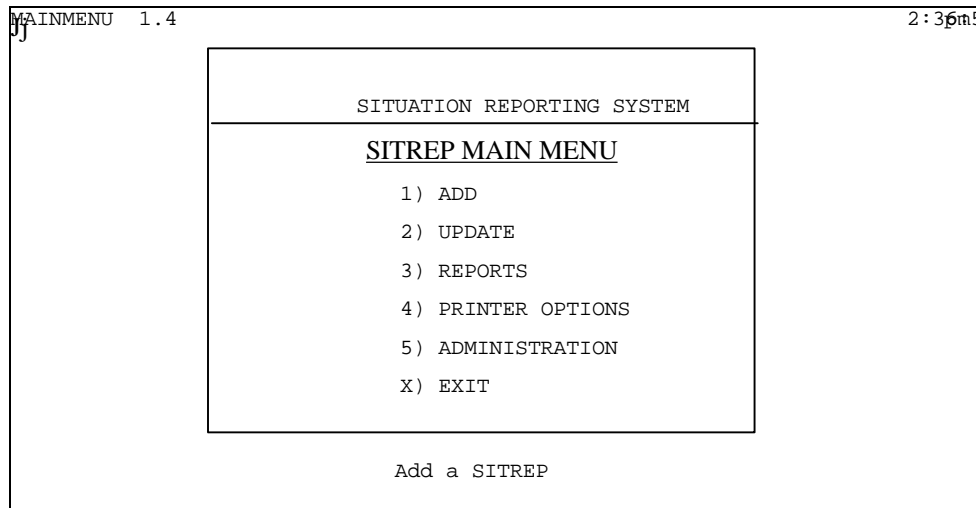 MAINMENU 1.4
SITUATION REPORTING SYSTEM
SITREP MAIN MENU
1) ADD
2) UPDATE
3) REPORTS
4) PRINTER OPTIONS
5) ADMINISTRATION
X) EXIT
Add a SITREP